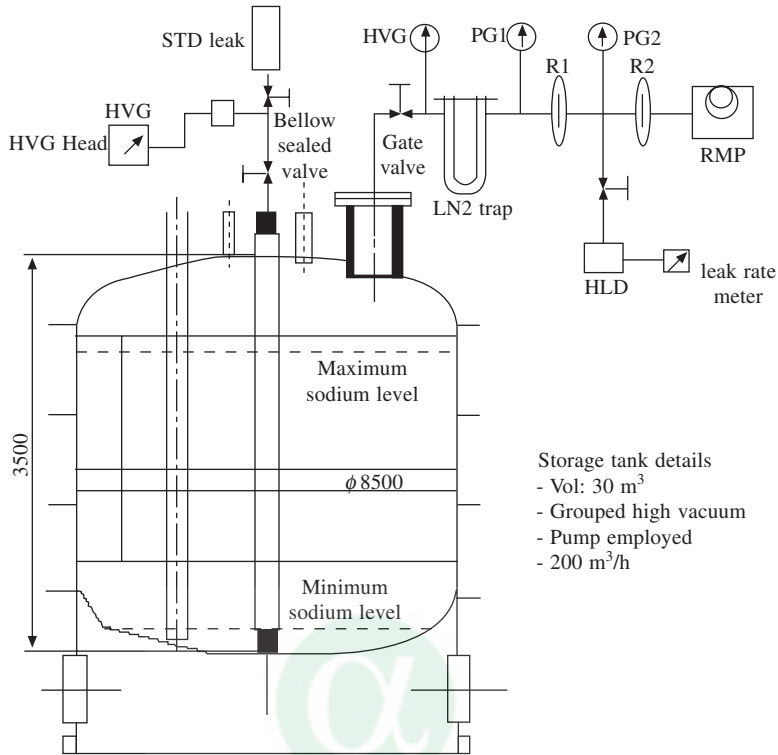 STD leak
HVG
PG1
PG2
R1
R2
HVG
HVG Head
Bellow
sealed
valve
Gate
valve
LN2 trap
RMP
HLD
leak rate
meter
Maximum
sodium level
3500
ϕ8500
Storage tank details
- Vol: 30 m³
- Grouped high vacuum
- Pump employed
- 200 m³/h
Minimum
sodium level
α